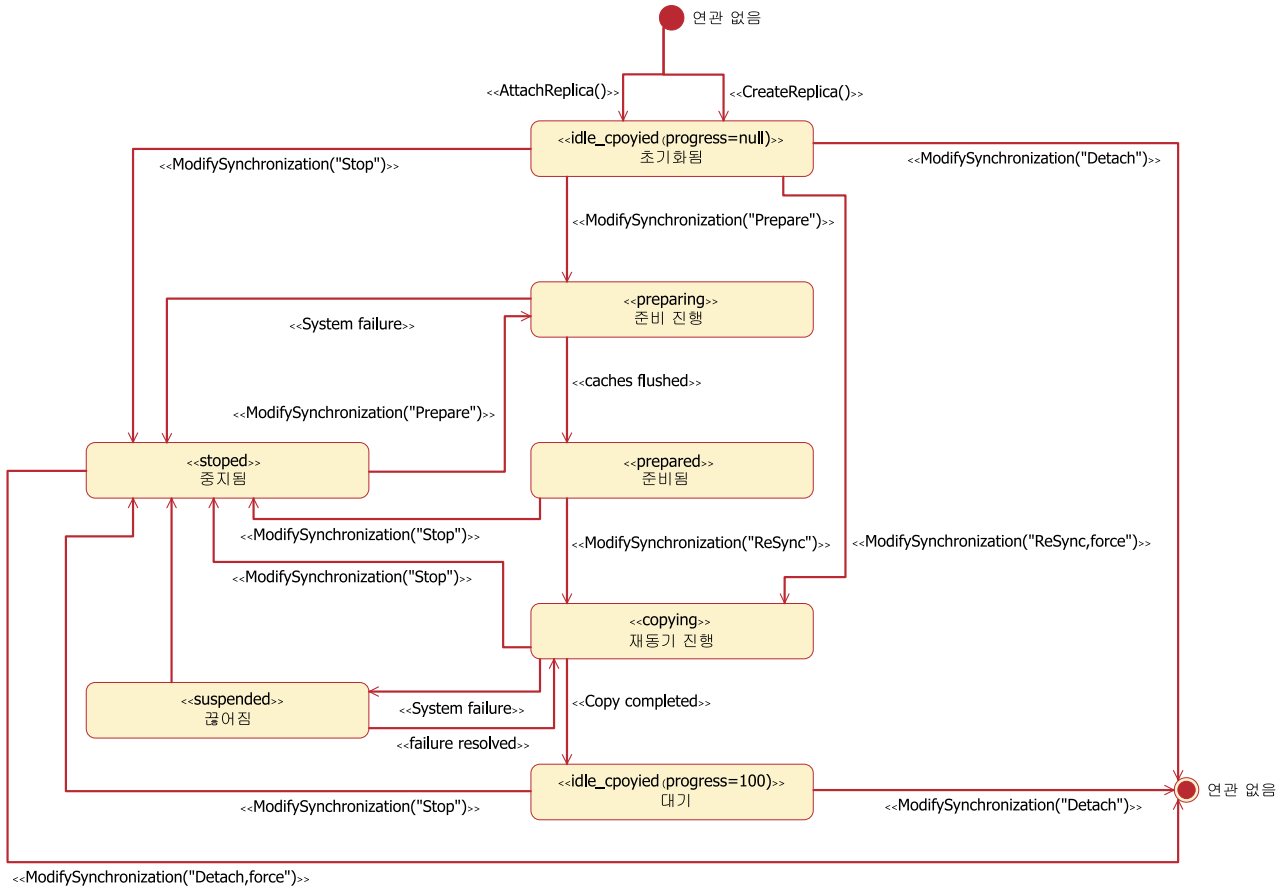 연관 없음
<<AttachReplica()>>
<<CreateReplica()>>
<<idle_cpoyied (progress=null)>>
초기화됨
<<ModifySynchronization("Stop")>>
<<ModifySynchronization("Detach")>>
<<ModifySynchronization("Prepare")>>
<<preparing>>
준비 진행
<<System failure>>
<<caches flushed>>
<<ModifySynchronization("Prepare")>>
<<stoped>>
중지됨
<<prepared>>
준비됨
<<ModifySynchronization("Stop")>>
<<ModifySynchronization("ReSync")>>
<<ModifySynchronization("ReSync,force")>>
<<ModifySynchronization("Stop")>>
<<copying>>
재동기 진행
<<suspended>>
끊어짐
<<System failure>>
<<Copy completed>>
<<failure resolved>>
<<idle_cpoyied (progress=100)>>
대기
<<ModifySynchronization("Stop")>>
<<ModifySynchronization("Detach")>>
연관 없음
<<ModifySynchronization("Detach,force")>>